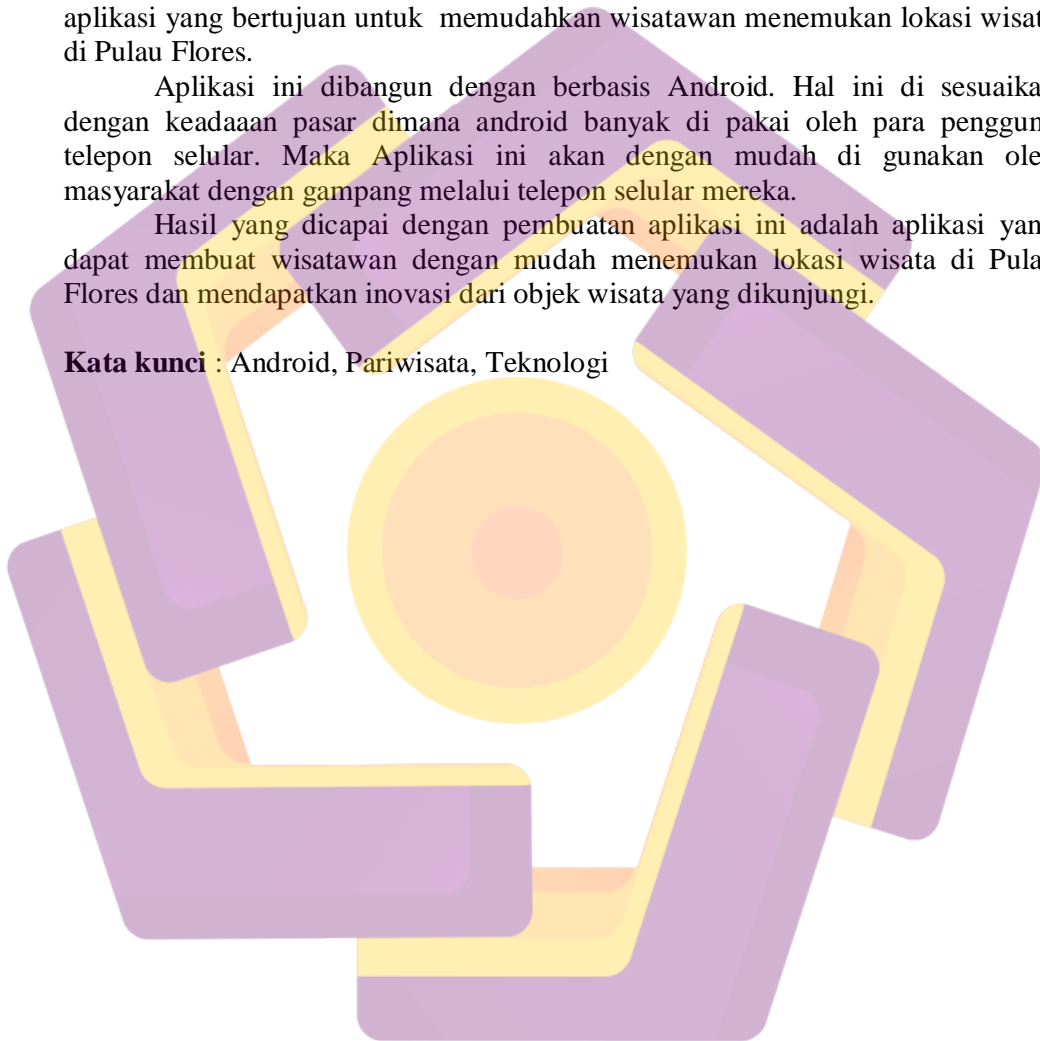 aplikasi yang bertujuan untuk memudahkan wisatawan menemukan lokasi wisat
di Pulau Flores.
Aplikasi ini dibangun dengan berbasis Android. Hal ini di sesuaika
dengan keadaaan pasar dimana android banyak di pakai oleh para penggun
telepon selular. Maka Aplikasi ini akan dengan mudah di gunakan ole
masyarakat dengan gampang melalui telepon selular mereka.
Hasil yang dicapai dengan pembuatan aplikasi ini adalah aplikasi yan
dapat membuat wisatawan dengan mudah menemukan lokasi wisata di Pula
Flores dan mendapatkan inovasi dari objek wisata yang dikunjungi.
Kata kunci : Android, Pariwisata, Teknologi